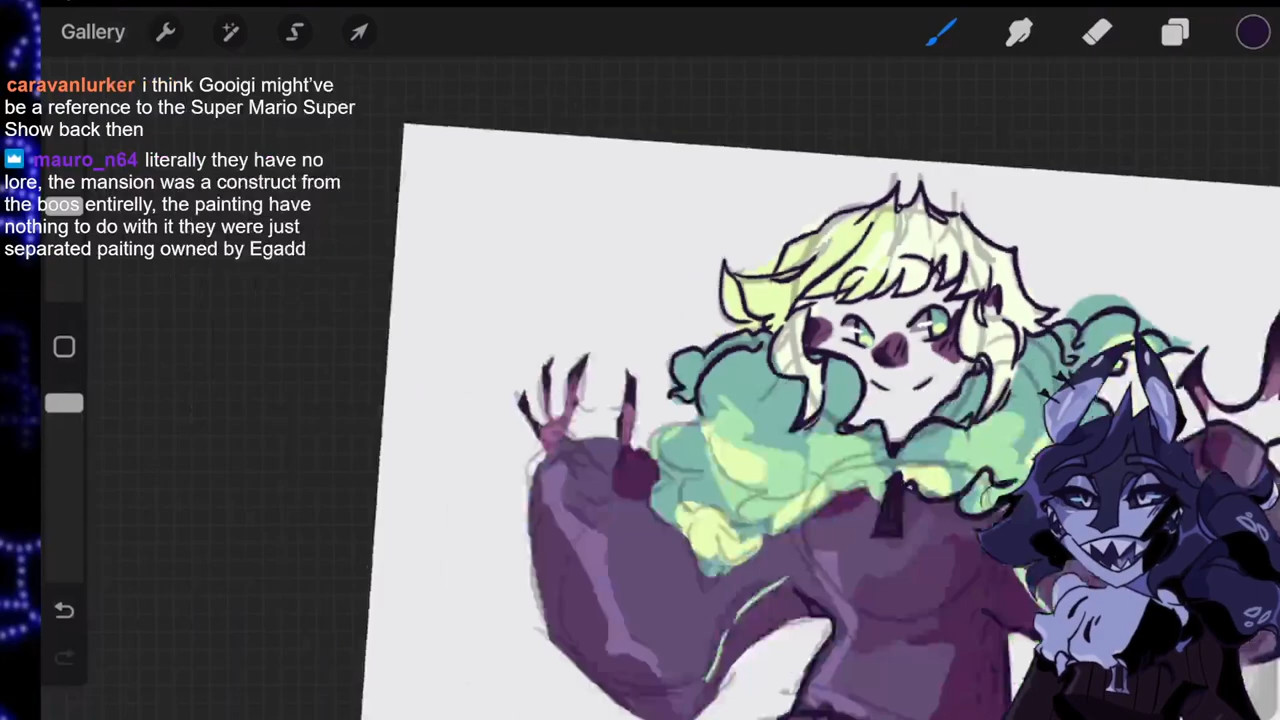 Gallery
caravanlurker i think Gooigi might've
be a reference to the Super Mario Super
Show back then
mauro_n64 literally they have no
lore, the mansion was a construct from
the boos entirelly, the painting have
nothing to do with it they were just
separated paiting owned by Egadd